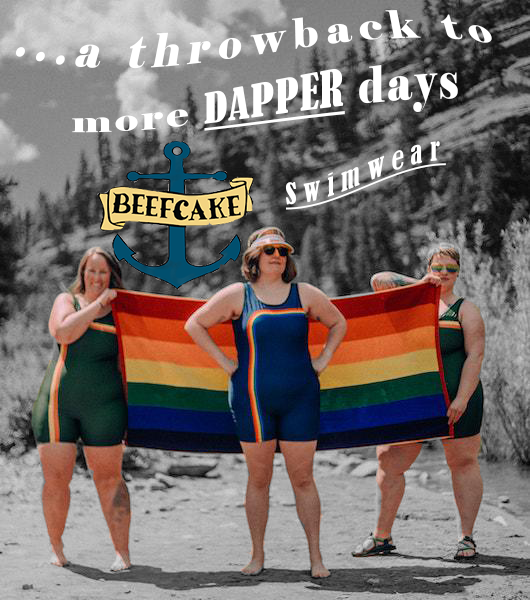 ...a throwback to
more DAPPER days
BEEFCAKE
Swimwear